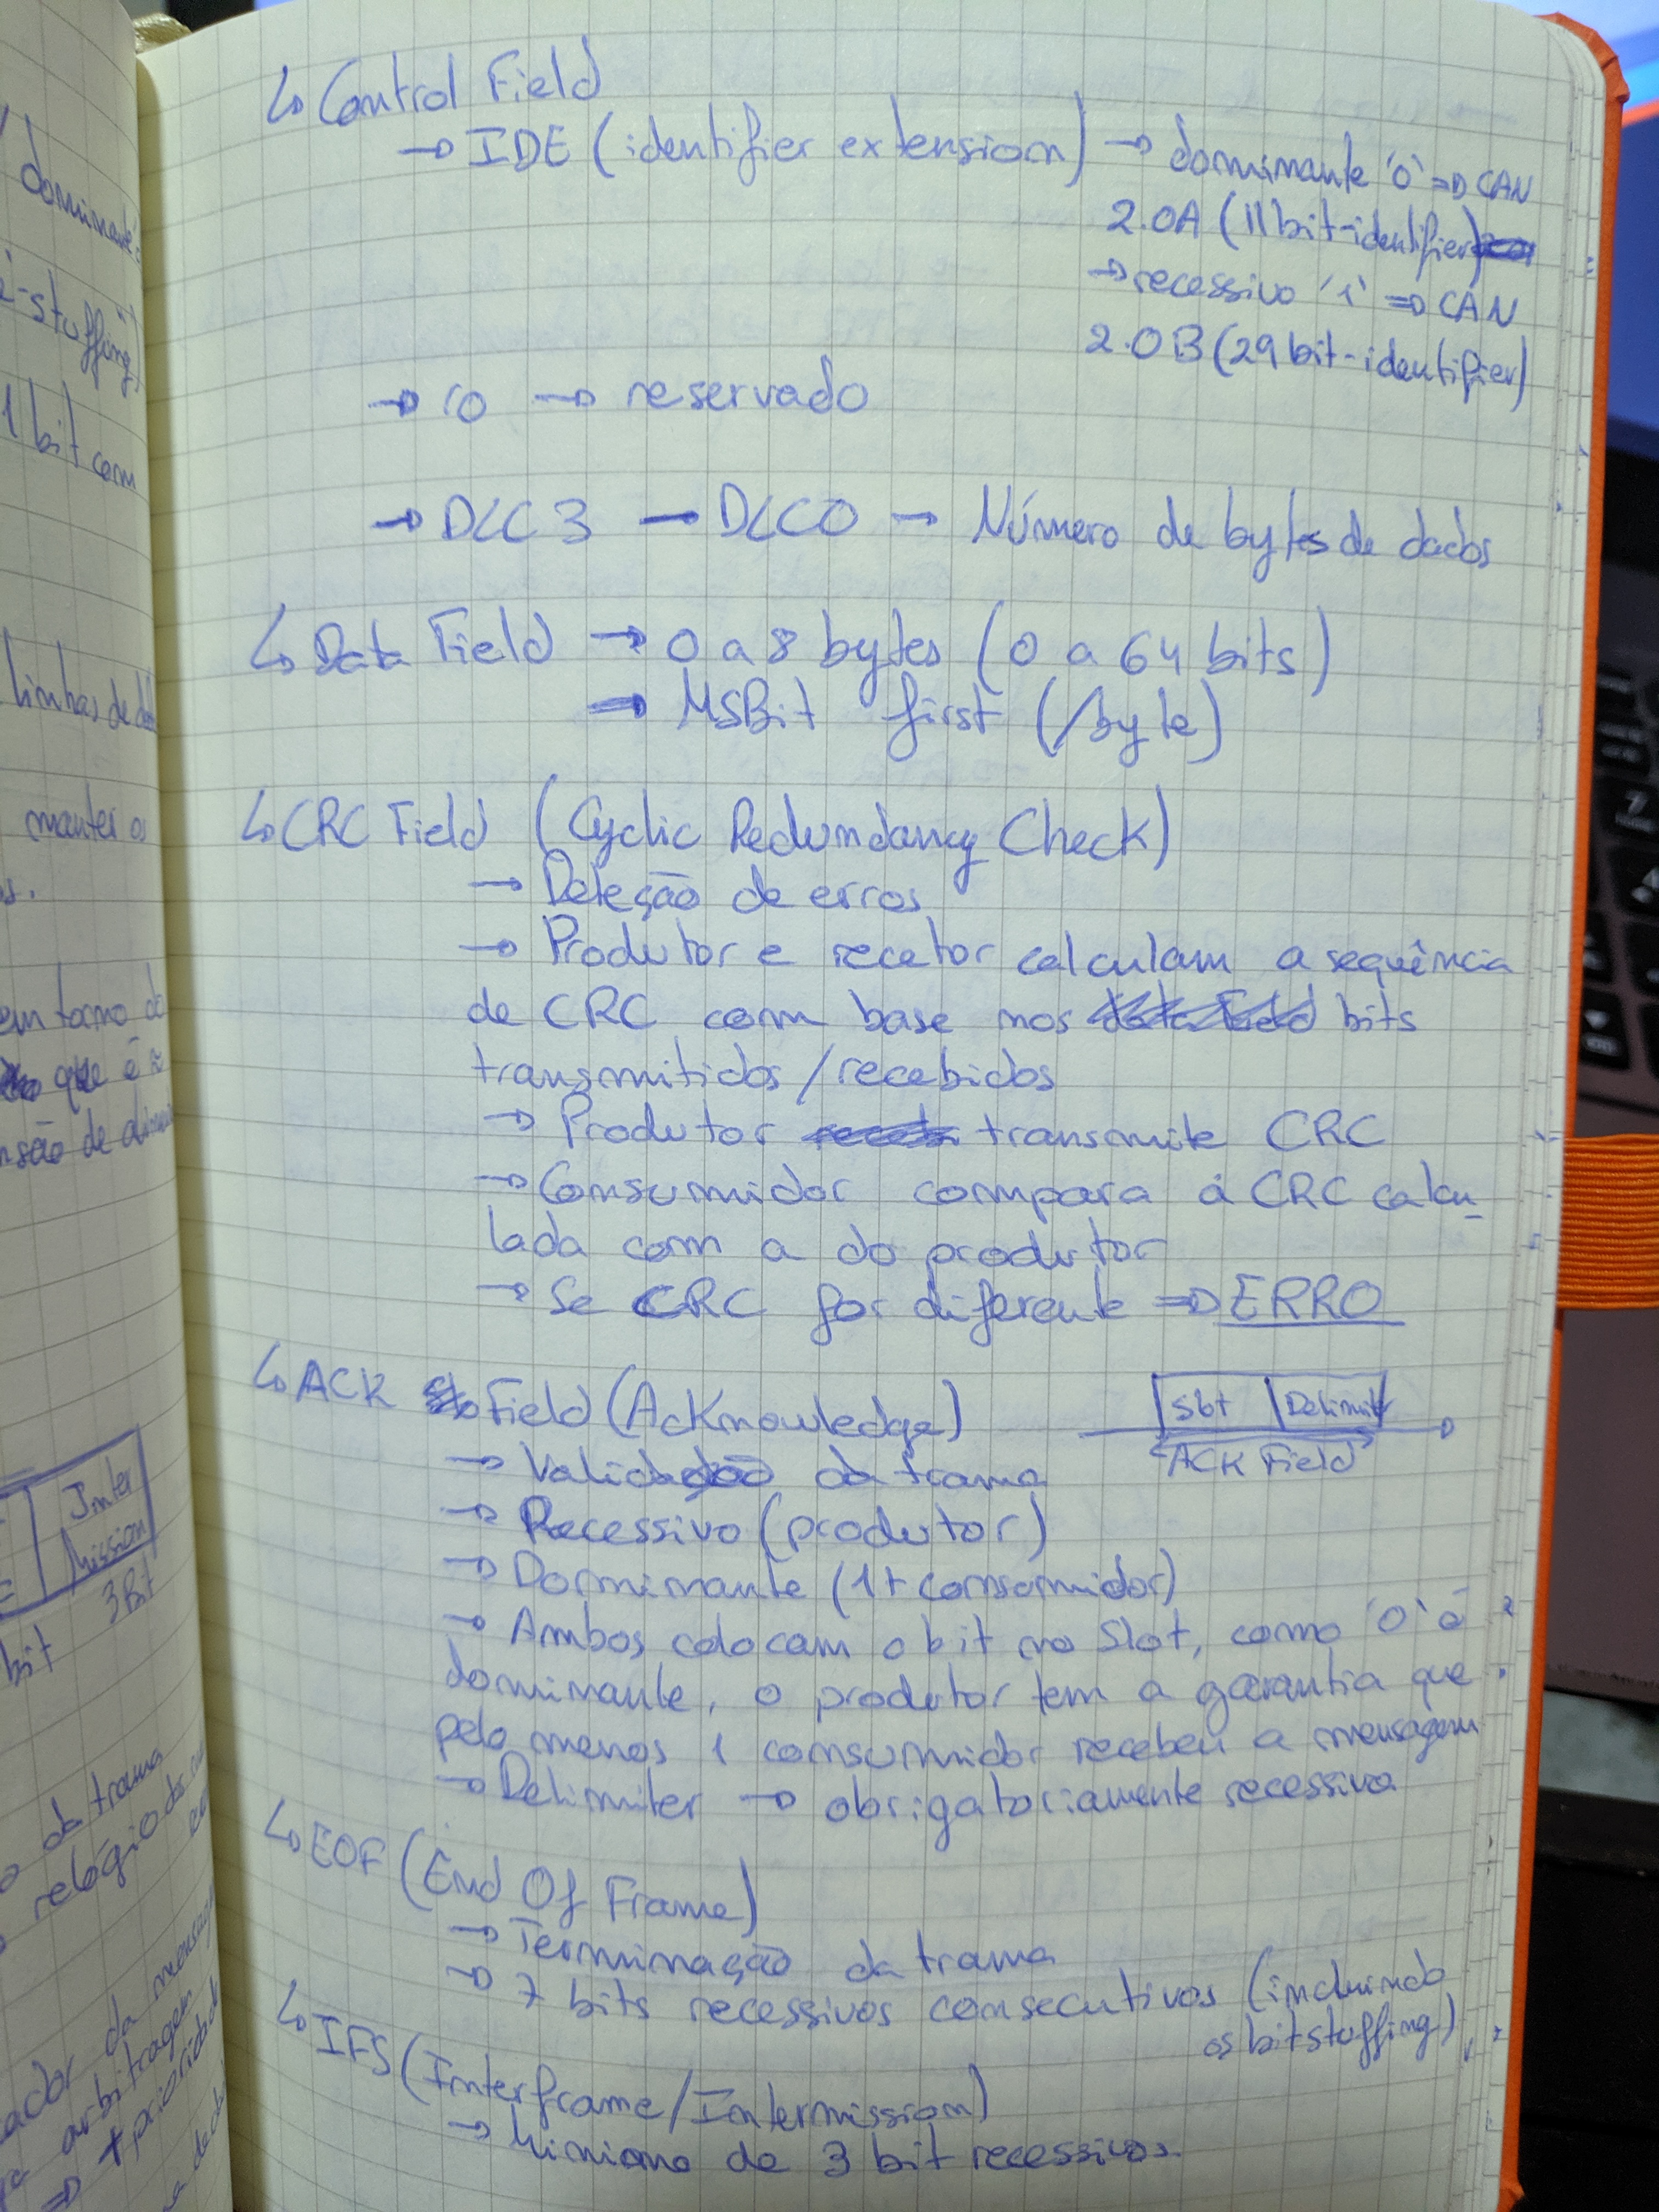 dominante
-stuffing)
1 bit com
linhas de
manter os
s.
em torno de
que é a
nsão de
Inter
Mission
3 Bit
bit
da trama
relógio dos
ador da mensagem
arbitragem
=> + prioridade
↳ Control Field
→ IDE (identifier extension) → dominante '0' => CAN
2.0A (11 bit-identifier)
→ recessivo '1' => CAN
2.0B (29 bit-identifier)
→ r0 → reservado
→ DLC3 — DLC0 → Número de bytes de dados
↳ Data Field → 0 a 8 bytes (0 a 64 bits)
→ MSBit first (/byte)
↳ CRC Field (Cyclic Redundancy Check)
→ Deteção de erros
→ Produtor e recetor calculam a sequência
de CRC com base nos bits
transmitidos/recebidos
→ Produtor transmite CRC
→ Consumidor compara a CRC calcu_
lada com a do produtor
→ Se CRC for diferente => ERRO
↳ ACK Field (Acknowledge)
Slot | Delimiter
ACK Field
→ Validação da trama
→ Recessivo (produtor)
→ Dominante (1+ consumidor)
→ Ambos colocam o bit no Slot, como '0' é
dominante, o produtor tem a garantia que
pelo menos 1 consumidor recebeu a mensagem
→ Delimiter → obrigatoriamente recessivo
↳ EOF (End Of Frame)
→ Terminação da trama
→ 7 bits recessivos consecutivos (incluindo
os bitstuffing)
↳ IFS (Interframe/Intermission)
→ Mínimo de 3 bit recessivos.